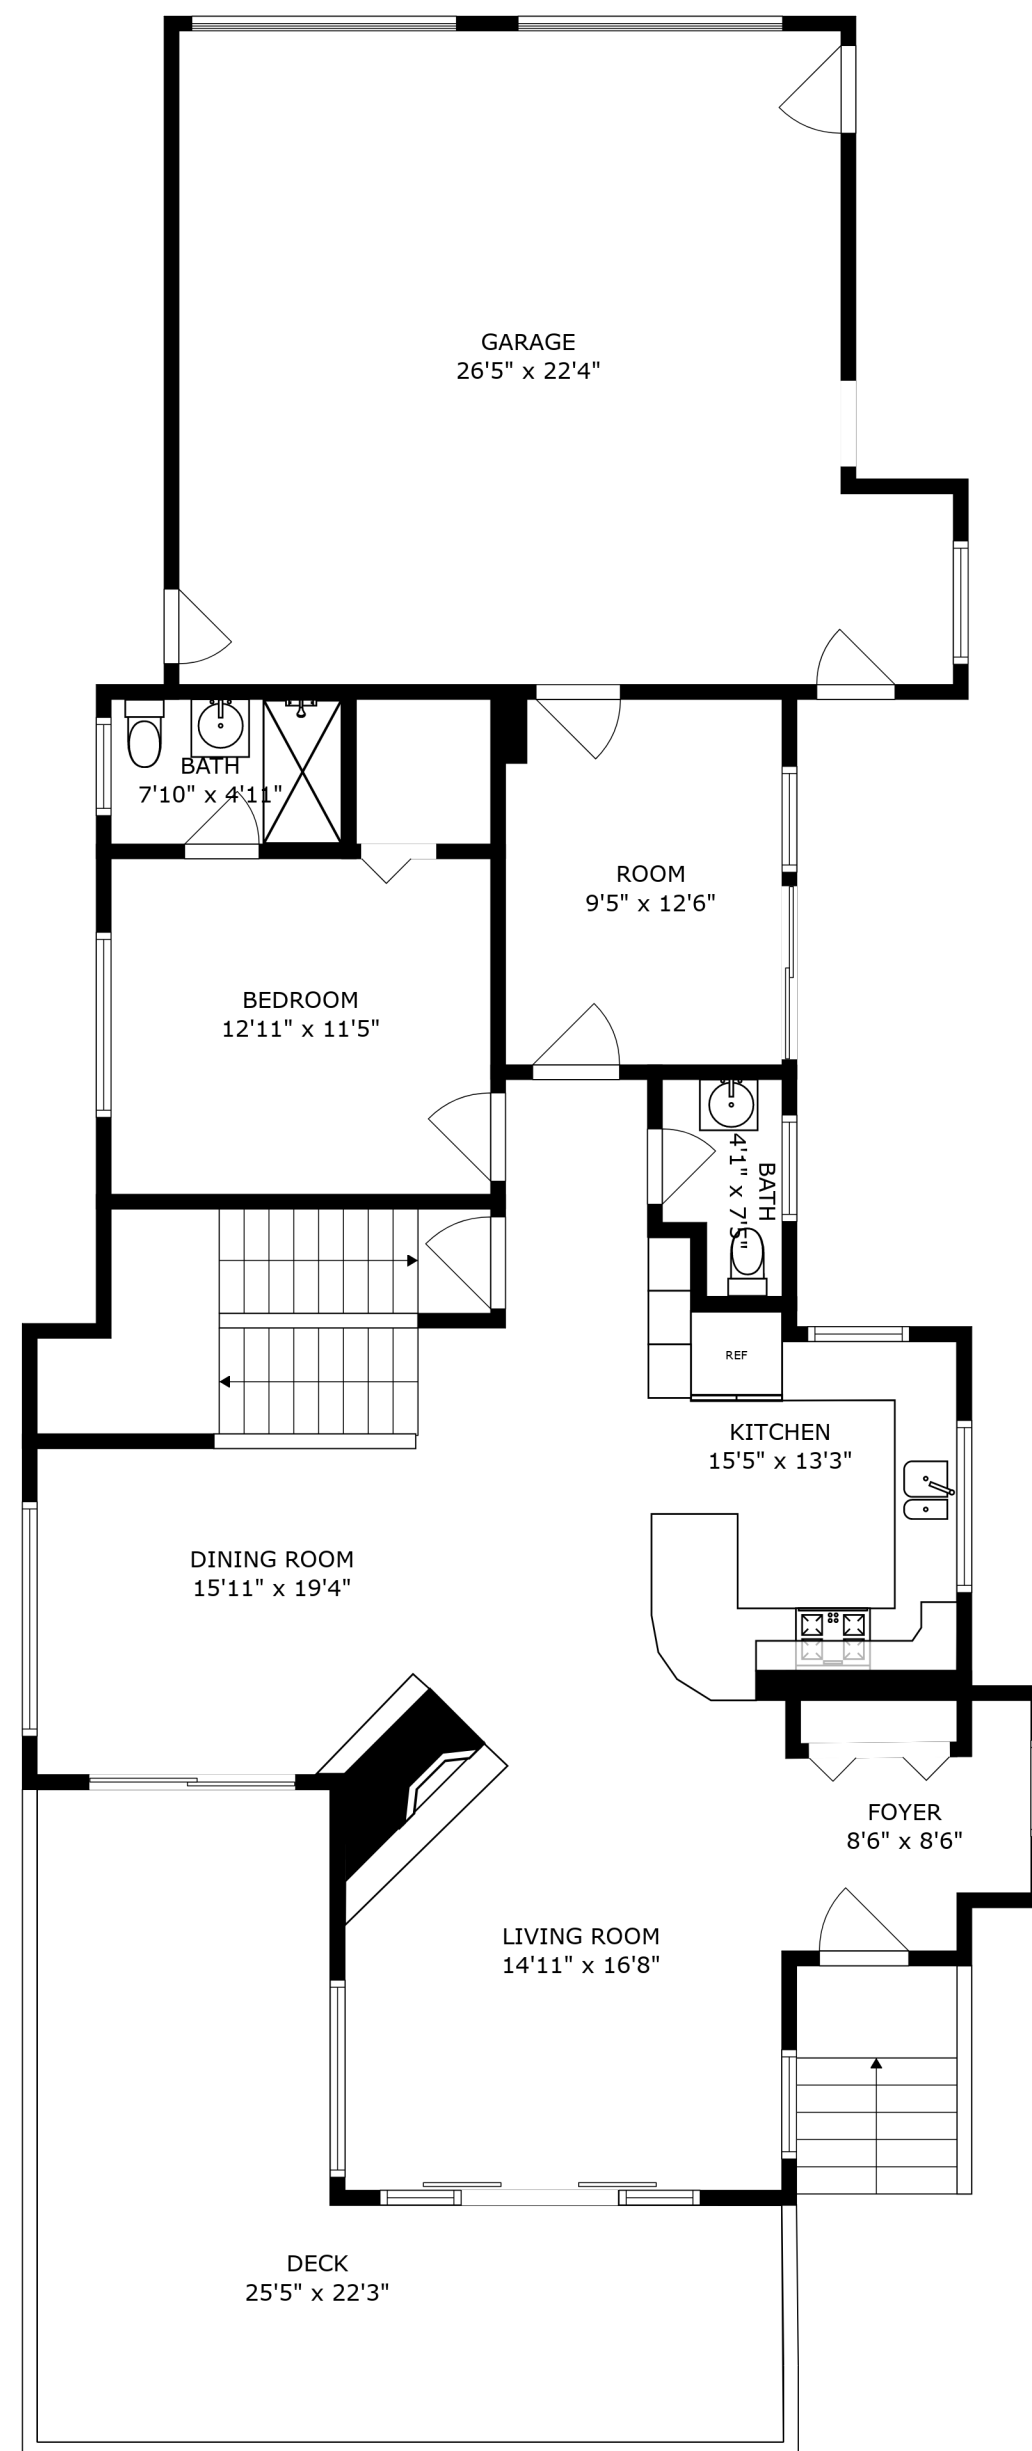 GARAGE
26'5" x 22'4"
BATH
7'10" x 4'11"
ROOM
9'5" x 12'6"
BEDROOM
12'11" x 11'5"
BATH
4'1" x 7'5"
REF
KITCHEN
15'5" x 13'3"
DINING ROOM
15'11" x 19'4"
FOYER
8'6" x 8'6"
LIVING ROOM
14'11" x 16'8"
DECK
25'5" x 22'3"